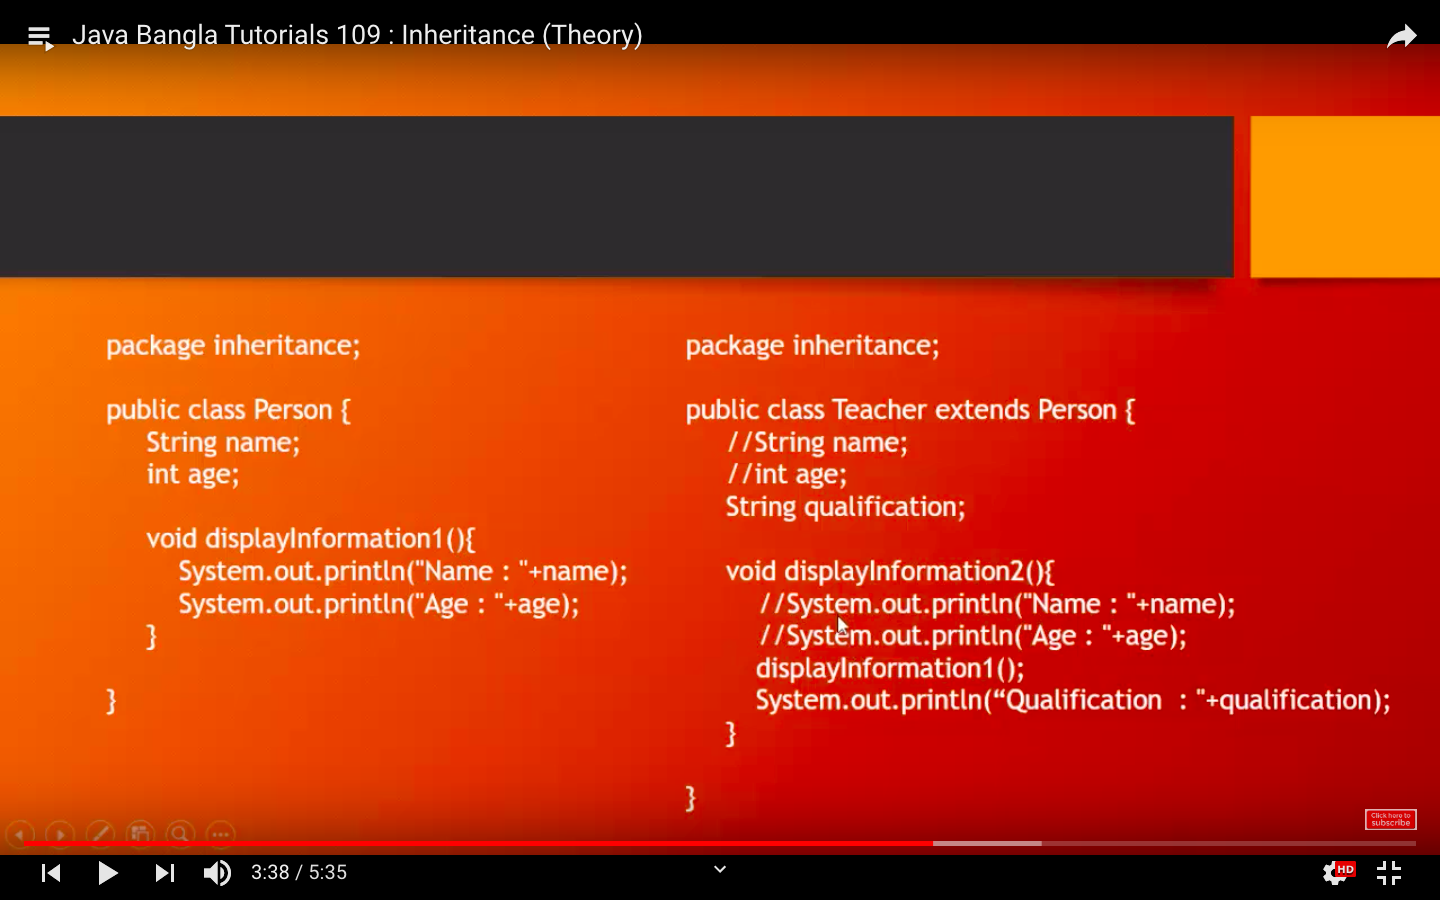 Java Bangla Tutorials 109 : Inheritance (Theory)
package inheritance;
public class Person {
String name;
int age;
void displayInformation1(){
System.out.println("Name : "+name);
System.out.println("Age : "+age);
}
}
package inheritance;
public class Teacher extends Person {
//String name;
//int age;
String qualification;
void displayInformation2(){
//System.out.println("Name : "+name);
//System.out.println("Age : "+age);
displayInformation1();
System.out.println(“Qualification  : "+qualification);
}
}
Click here to
subscribe
3:38 / 5:35
HD